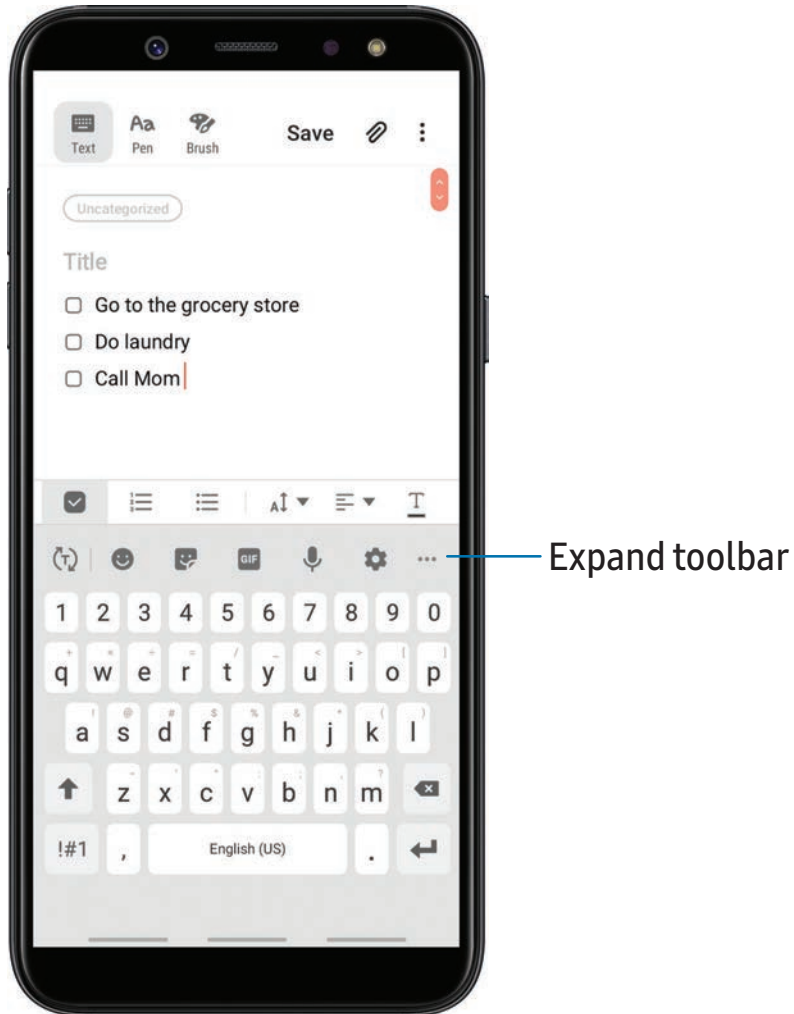 Text Aa Pen Brush Save
Uncategorized
Title
Go to the grocery store
Do laundry
Call Mom
A T
T GIF Expand toolbar
1 2 3 4 5 6 7 8 9 0
q w e r t y u i o p
a s d f g h j k l
z x c v b n m
!#1 , English (US) .